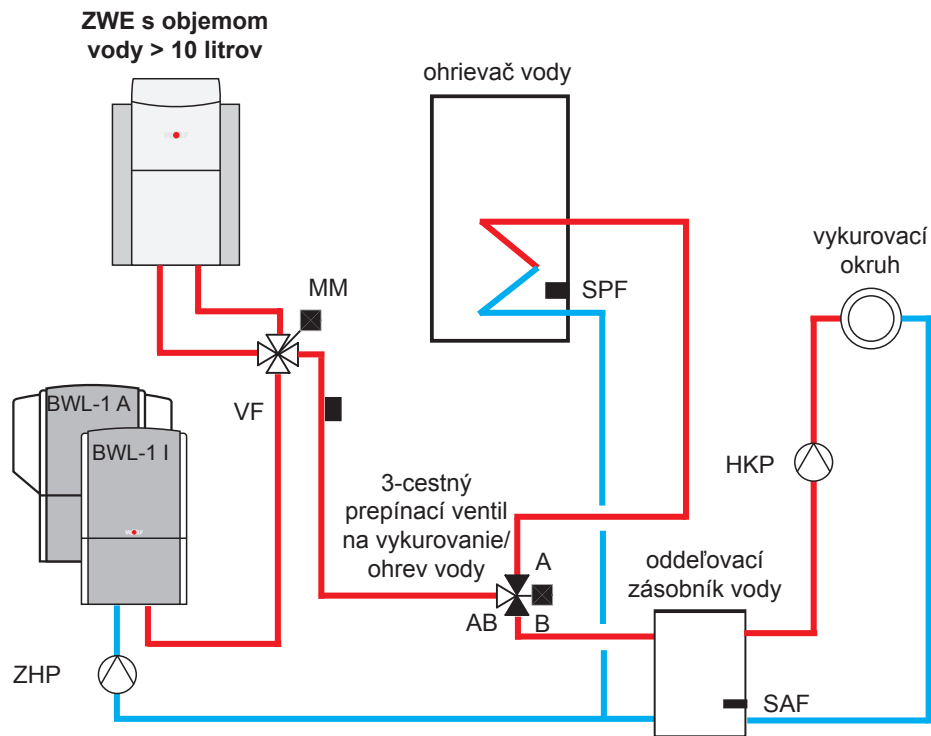 ZWE s objemom
vody > 10 litrov
ohrievač vody
vykurovací
okruh
MM
SPF
BWL-1 A
VF
BWL-1 I
HKP
3-cestný
prepínací ventil
na vykurovanie/
ohrev vody
A
oddeľovací
zásobník vody
AB
B
ZHP
SAF